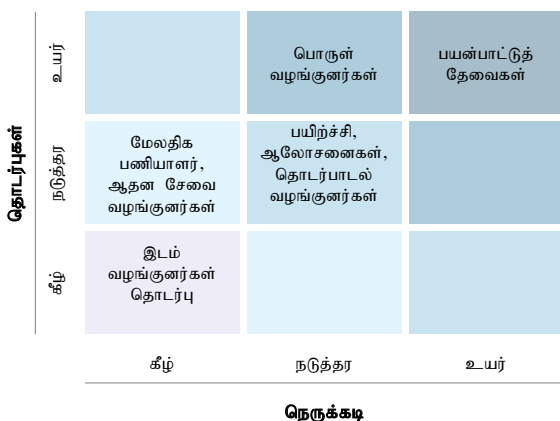 தொடர்புகள்
உயர்
பொருள்
வழங்குனர்கள்
பயன்பாட்டுத்
தேவைகள்
நடுத்தர
மேலதிக
பணியாளர்,
ஆதன சேவை
வழங்குனர்கள்
பயிற்ச்சி,
ஆலோசனைகள்,
தொடர்பாடல்
வழங்குனர்கள்
கீழ்
இடம்
வழங்குனர்கள்
தொடர்பு
கீழ் நடுத்தர உயர்
நெருக்கடி